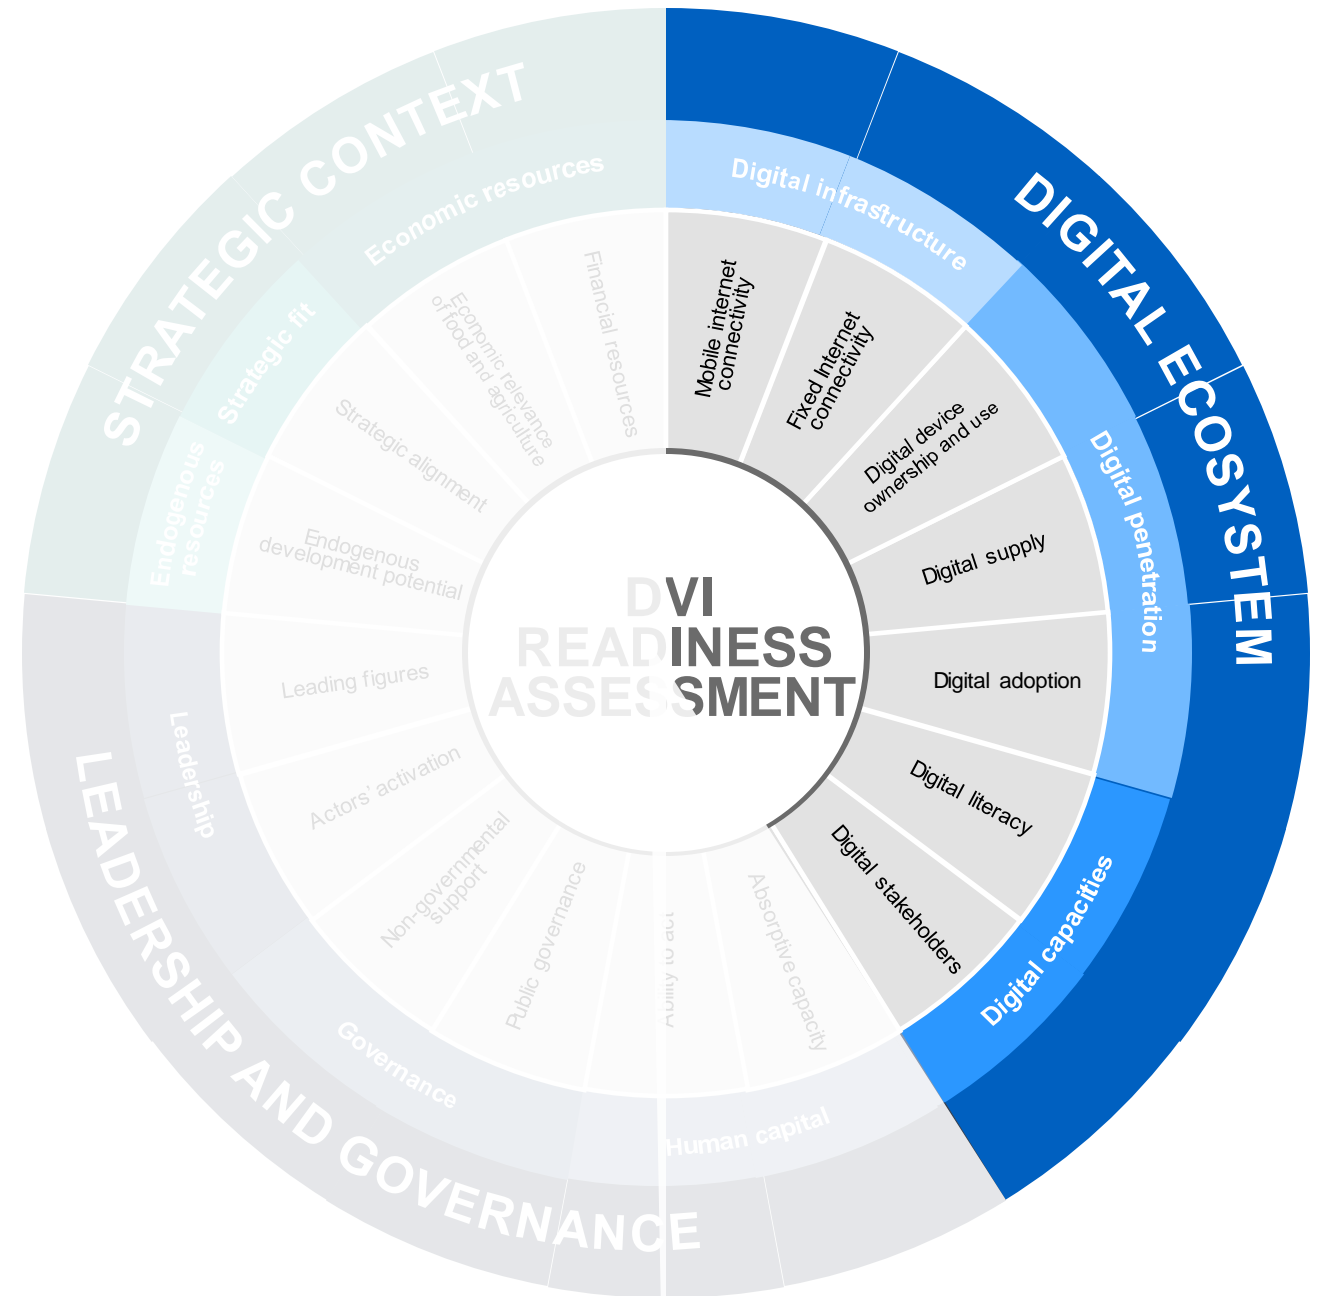 STRATEGIC CONTEXT
DIGITAL ECOSYSTEM
LEADERSHIP AND GOVERNANCE
Economic resources
Strategic fit
Endogenous
resources
Leadership
Governance
Human capital
Digital infrastructure
Digital penetration
Digital capacities
Mobile internet
connectivity
Fixed Internet
connectivity
Digital device
ownership and use
Digital supply
Digital adoption
Digital literacy
Digital stakeholders
Absorptive capacity
Public governance
Non-governmental
support
Actors' activation
Leading figures
Endogenous
development potential
Strategic alignment
Economic relevance
of food and agriculture
Financial resources
DVI
READINESS
ASSESSMENT